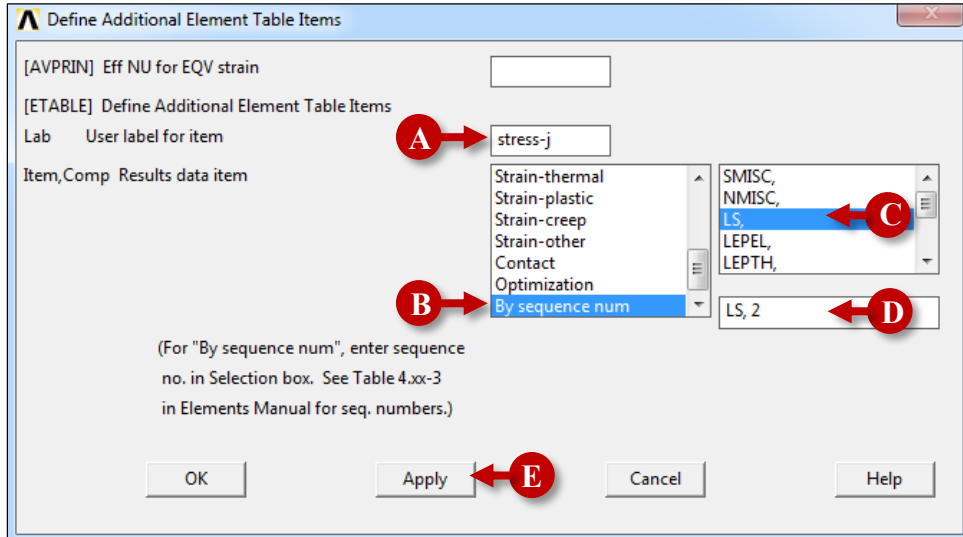 Define Additional Element Table Items
[AVPRIN] Eff NU for EQV strain
[ETABLE] Define Additional Element Table Items
Lab User label for item
A
stress-j
Item,Comp Results data item
Strain-thermal
Strain-plastic
Strain-creep
Strain-other
Contact
Optimization
B
By sequence num
SMISC,
NMISC,
LS,
C
LEPEL,
LEPTH,
LS, 2
D
(For "By sequence num", enter sequence
no. in Selection box. See Table 4.xx-3
in Elements Manual for seq. numbers.)
OK
Apply
E
Cancel
Help